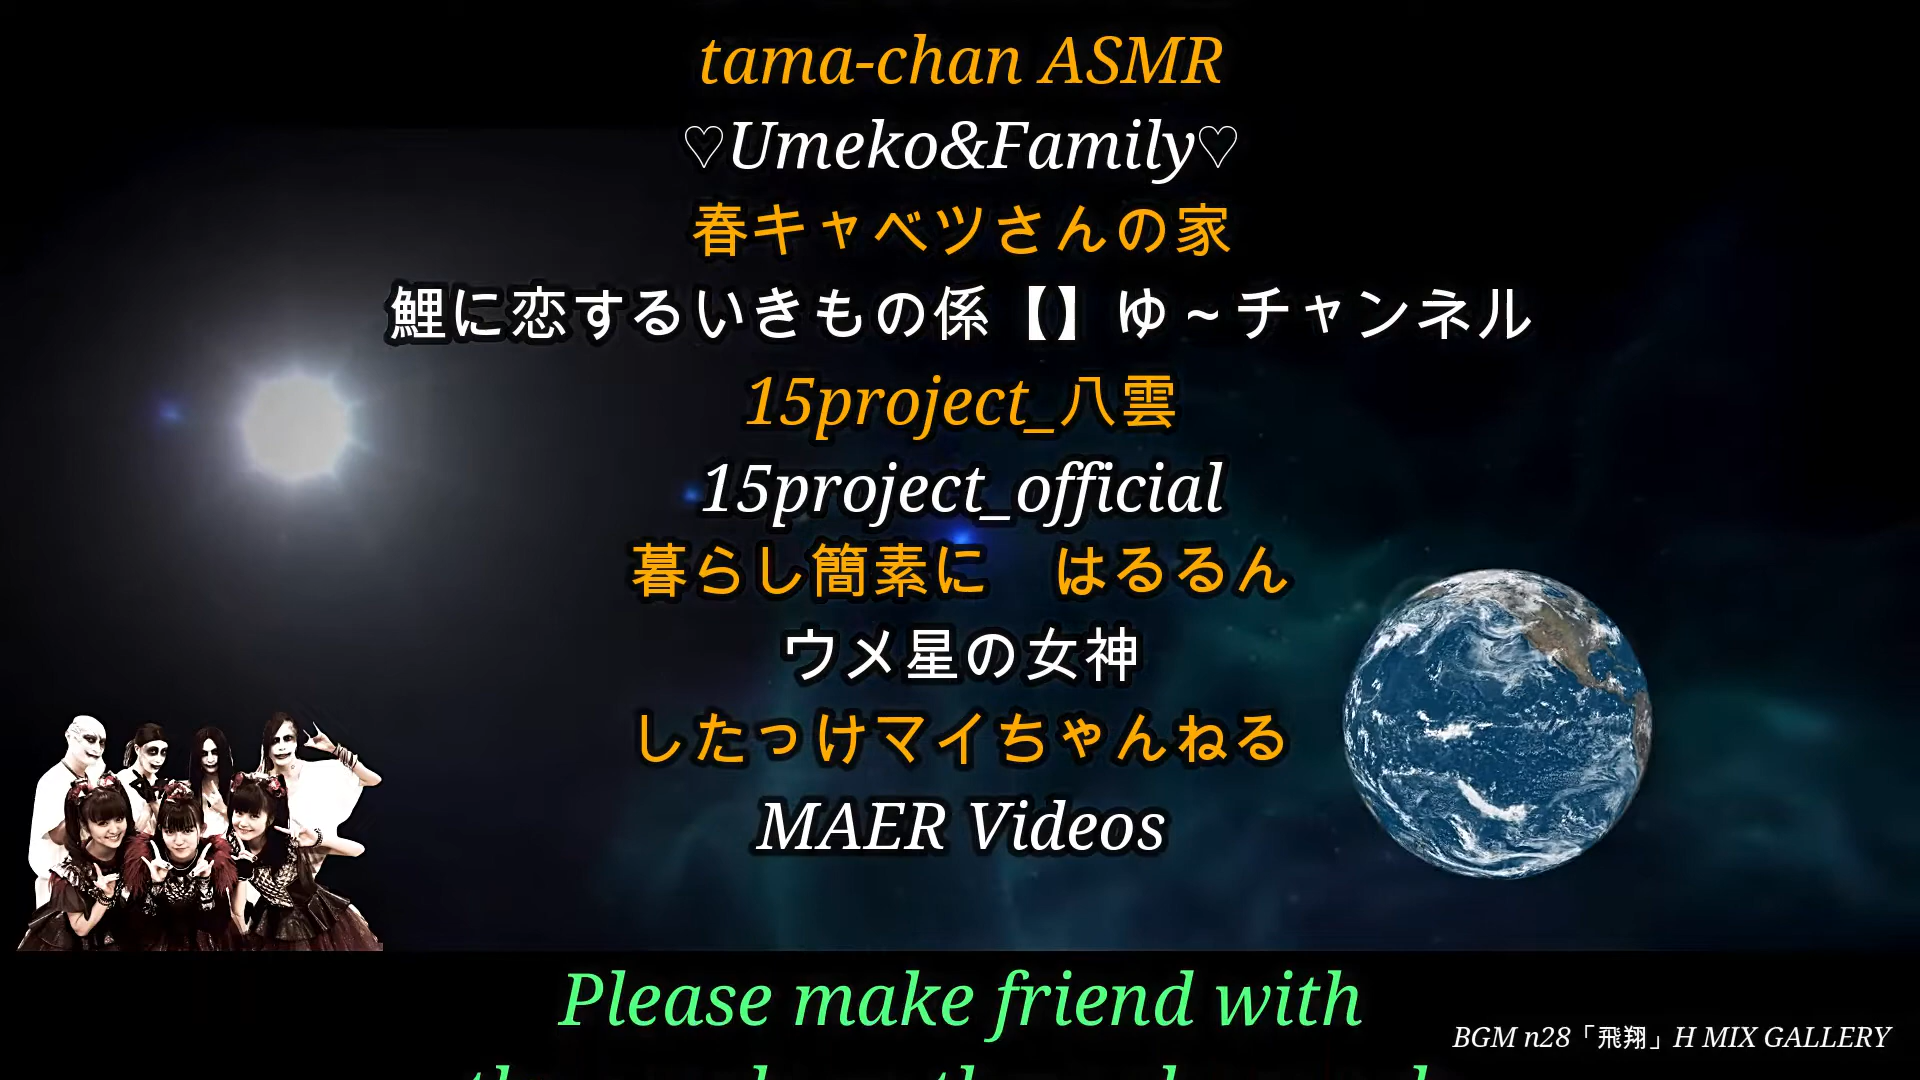 tama-chan ASMR
♡Umeko&Family♡
春キャベツさんの家
鯉に恋するいきもの係【】ゆ～チャンネル
15project_八雲
15project_official
暮らし簡素に　はるるん
ウメ星の女神
したっけマイちゃんねる
MAER Videos
Please make friend with
BGM n28「飛翔」H MIX GALLERY